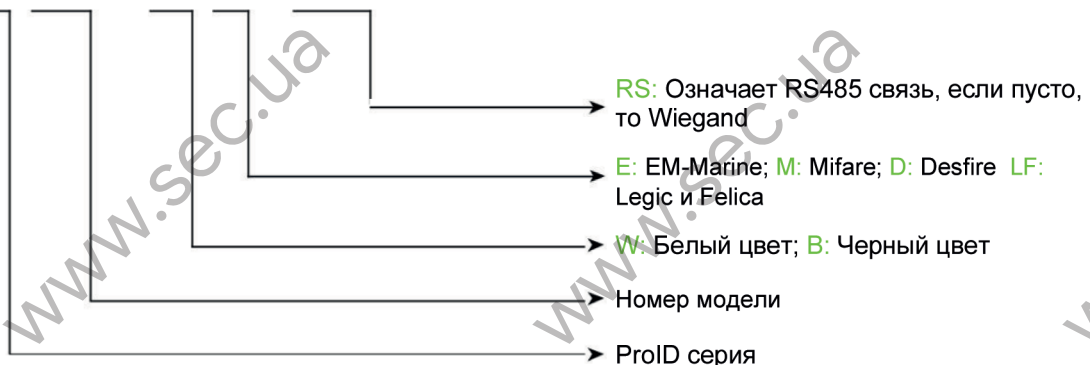 RS: Означает RS485 связь, если пусто,
то Wiegand
E: EM-Marine; M: Mifare; D: Desfire LF:
Legic и Felica
W: Белый цвет; B: Черный цвет
Номер модели
ProID серия
www.sec.ua
www.sec.ua